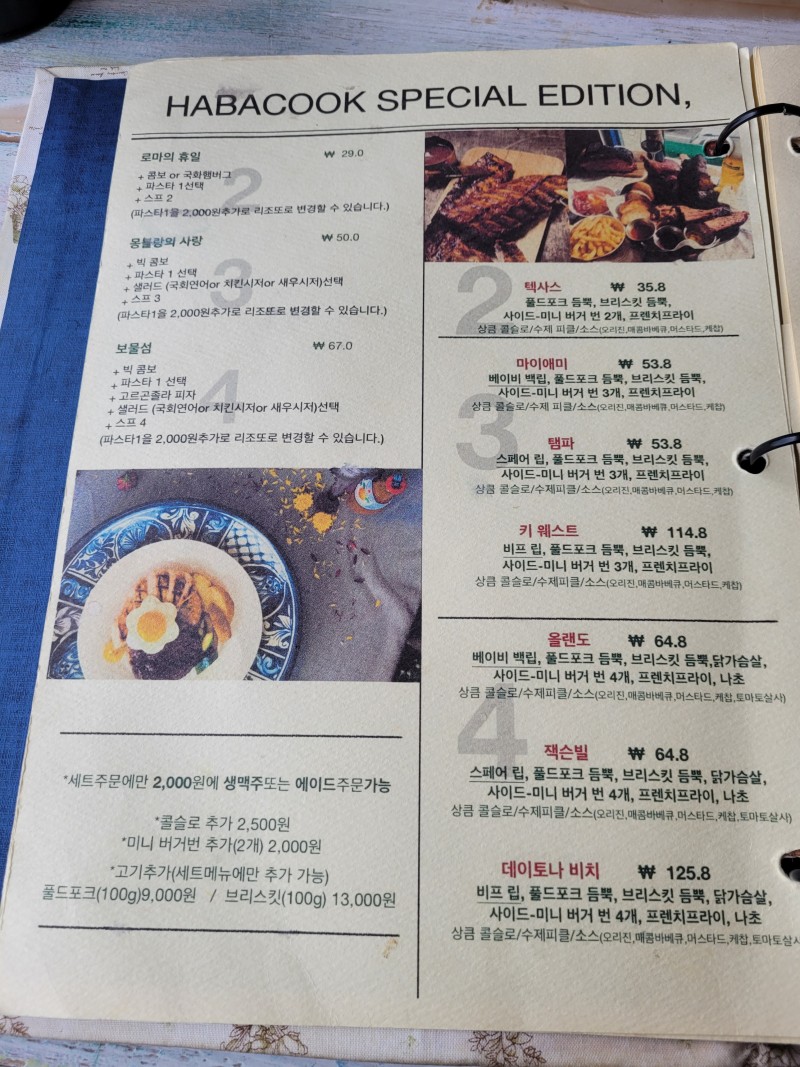 HABACOOK SPECIAL EDITION,
로마의 휴일 ₩ 29.0
2
+ 콤보 or 국화햄버그
+ 파스타 1선택
+ 스프 2
(파스타1을 2,000원추가로 리조또로 변경할 수 있습니다.)
몽틀랑의 사랑 ₩ 50.0
3
+ 빅 콤보
+ 파스타 1 선택
+ 샐러드 (국회연어or 치킨시저or 새우시저)선택
+ 스프 3
(파스타1을 2,000원추가로 리조또로 변경할 수 있습니다.)
보물섬 ₩ 67.0
4
+ 빅 콤보
+ 파스타 1 선택
+ 고르곤졸라 피자
+ 샐러드 (국회연어or 치킨시저or 새우시저)선택
+ 스프 4
(파스타1을 2,000원추가로 리조또로 변경할 수 있습니다.)
*세트주문에만 2,000원에 생맥주또는 에이드주문가능
*콜슬로 추가 2,500원
*미니 버거번 추가(2개) 2,000원
*고기추가(세트메뉴에만 추가 가능)
풀드포크(100g)9,000원 / 브리스킷(100g) 13,000원
2
텍사스 ₩ 35.8
풀드포크 듬뿍, 브리스킷 듬뿍,
사이드-미니 버거 번 2개, 프렌치프라이
상큼 콜슬로/수제 피클/소스(오리진,매콤바베큐,머스타드,케찹)
3
마이애미 ₩ 53.8
베이비 백립, 풀드포크 듬뿍, 브리스킷 듬뿍,
사이드-미니 버거 번 3개, 프렌치프라이
상큼 콜슬로/수제 피클/소스(오리진,매콤바베큐,머스타드,케찹)
탬파 ₩ 53.8
스페어 립, 풀드포크 듬뿍, 브리스킷 듬뿍,
사이드-미니 버거 번 3개, 프렌치프라이
상큼 콜슬로/수제피클/소스(오리진,매콤바베큐,머스타드,케찹)
키 웨스트 ₩ 114.8
비프 립, 풀드포크 듬뿍, 브리스킷 듬뿍,
사이드-미니 버거 번 3개, 프렌치프라이
상큼 콜슬로/수제피클/소스(오리진,매콤바베큐,머스타드,케찹)
4
올랜도 ₩ 64.8
베이비 백립, 풀드포크 듬뿍, 브리스킷 듬뿍,닭가슴살,
사이드-미니 버거 번 4개, 프렌치프라이, 나초
상큼 콜슬로/수제피클/소스(오리진,매콤바베큐,머스타드,케찹,토마토살사)
잭슨빌 ₩ 64.8
스페어 립, 풀드포크 듬뿍, 브리스킷 듬뿍, 닭가슴살,
사이드-미니 버거 번 4개, 프렌치프라이, 나초
상큼 콜슬로/수제피클/소스(오리진,매콤바베큐,머스타드,케찹,토마토살사)
데이토나 비치 ₩ 125.8
비프 립, 풀드포크 듬뿍, 브리스킷 듬뿍, 닭가슴살,
사이드-미니 버거 번 4개, 프렌치프라이, 나초
상큼 콜슬로/수제피클/소스(오리진,매콤바베큐,머스타드,케찹,토마토살사